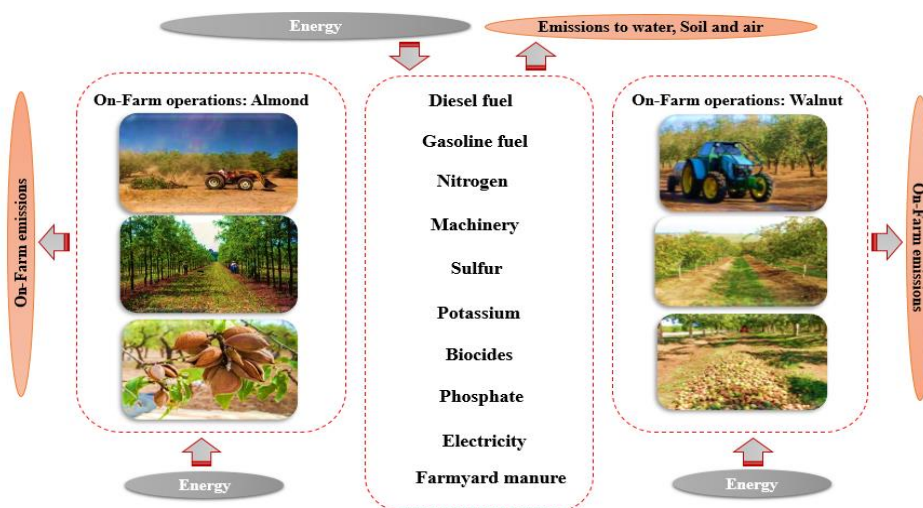 Energy
Emissions to water, Soil and air
On-Farm operations: Almond
On-Farm emissions
Energy
Diesel fuel
Gasoline fuel
Nitrogen
Machinery
Sulfur
Potassium
Biocides
Phosphate
Electricity
Farmyard manure
On-Farm operations: Walnut
On-Farm emissions
Energy